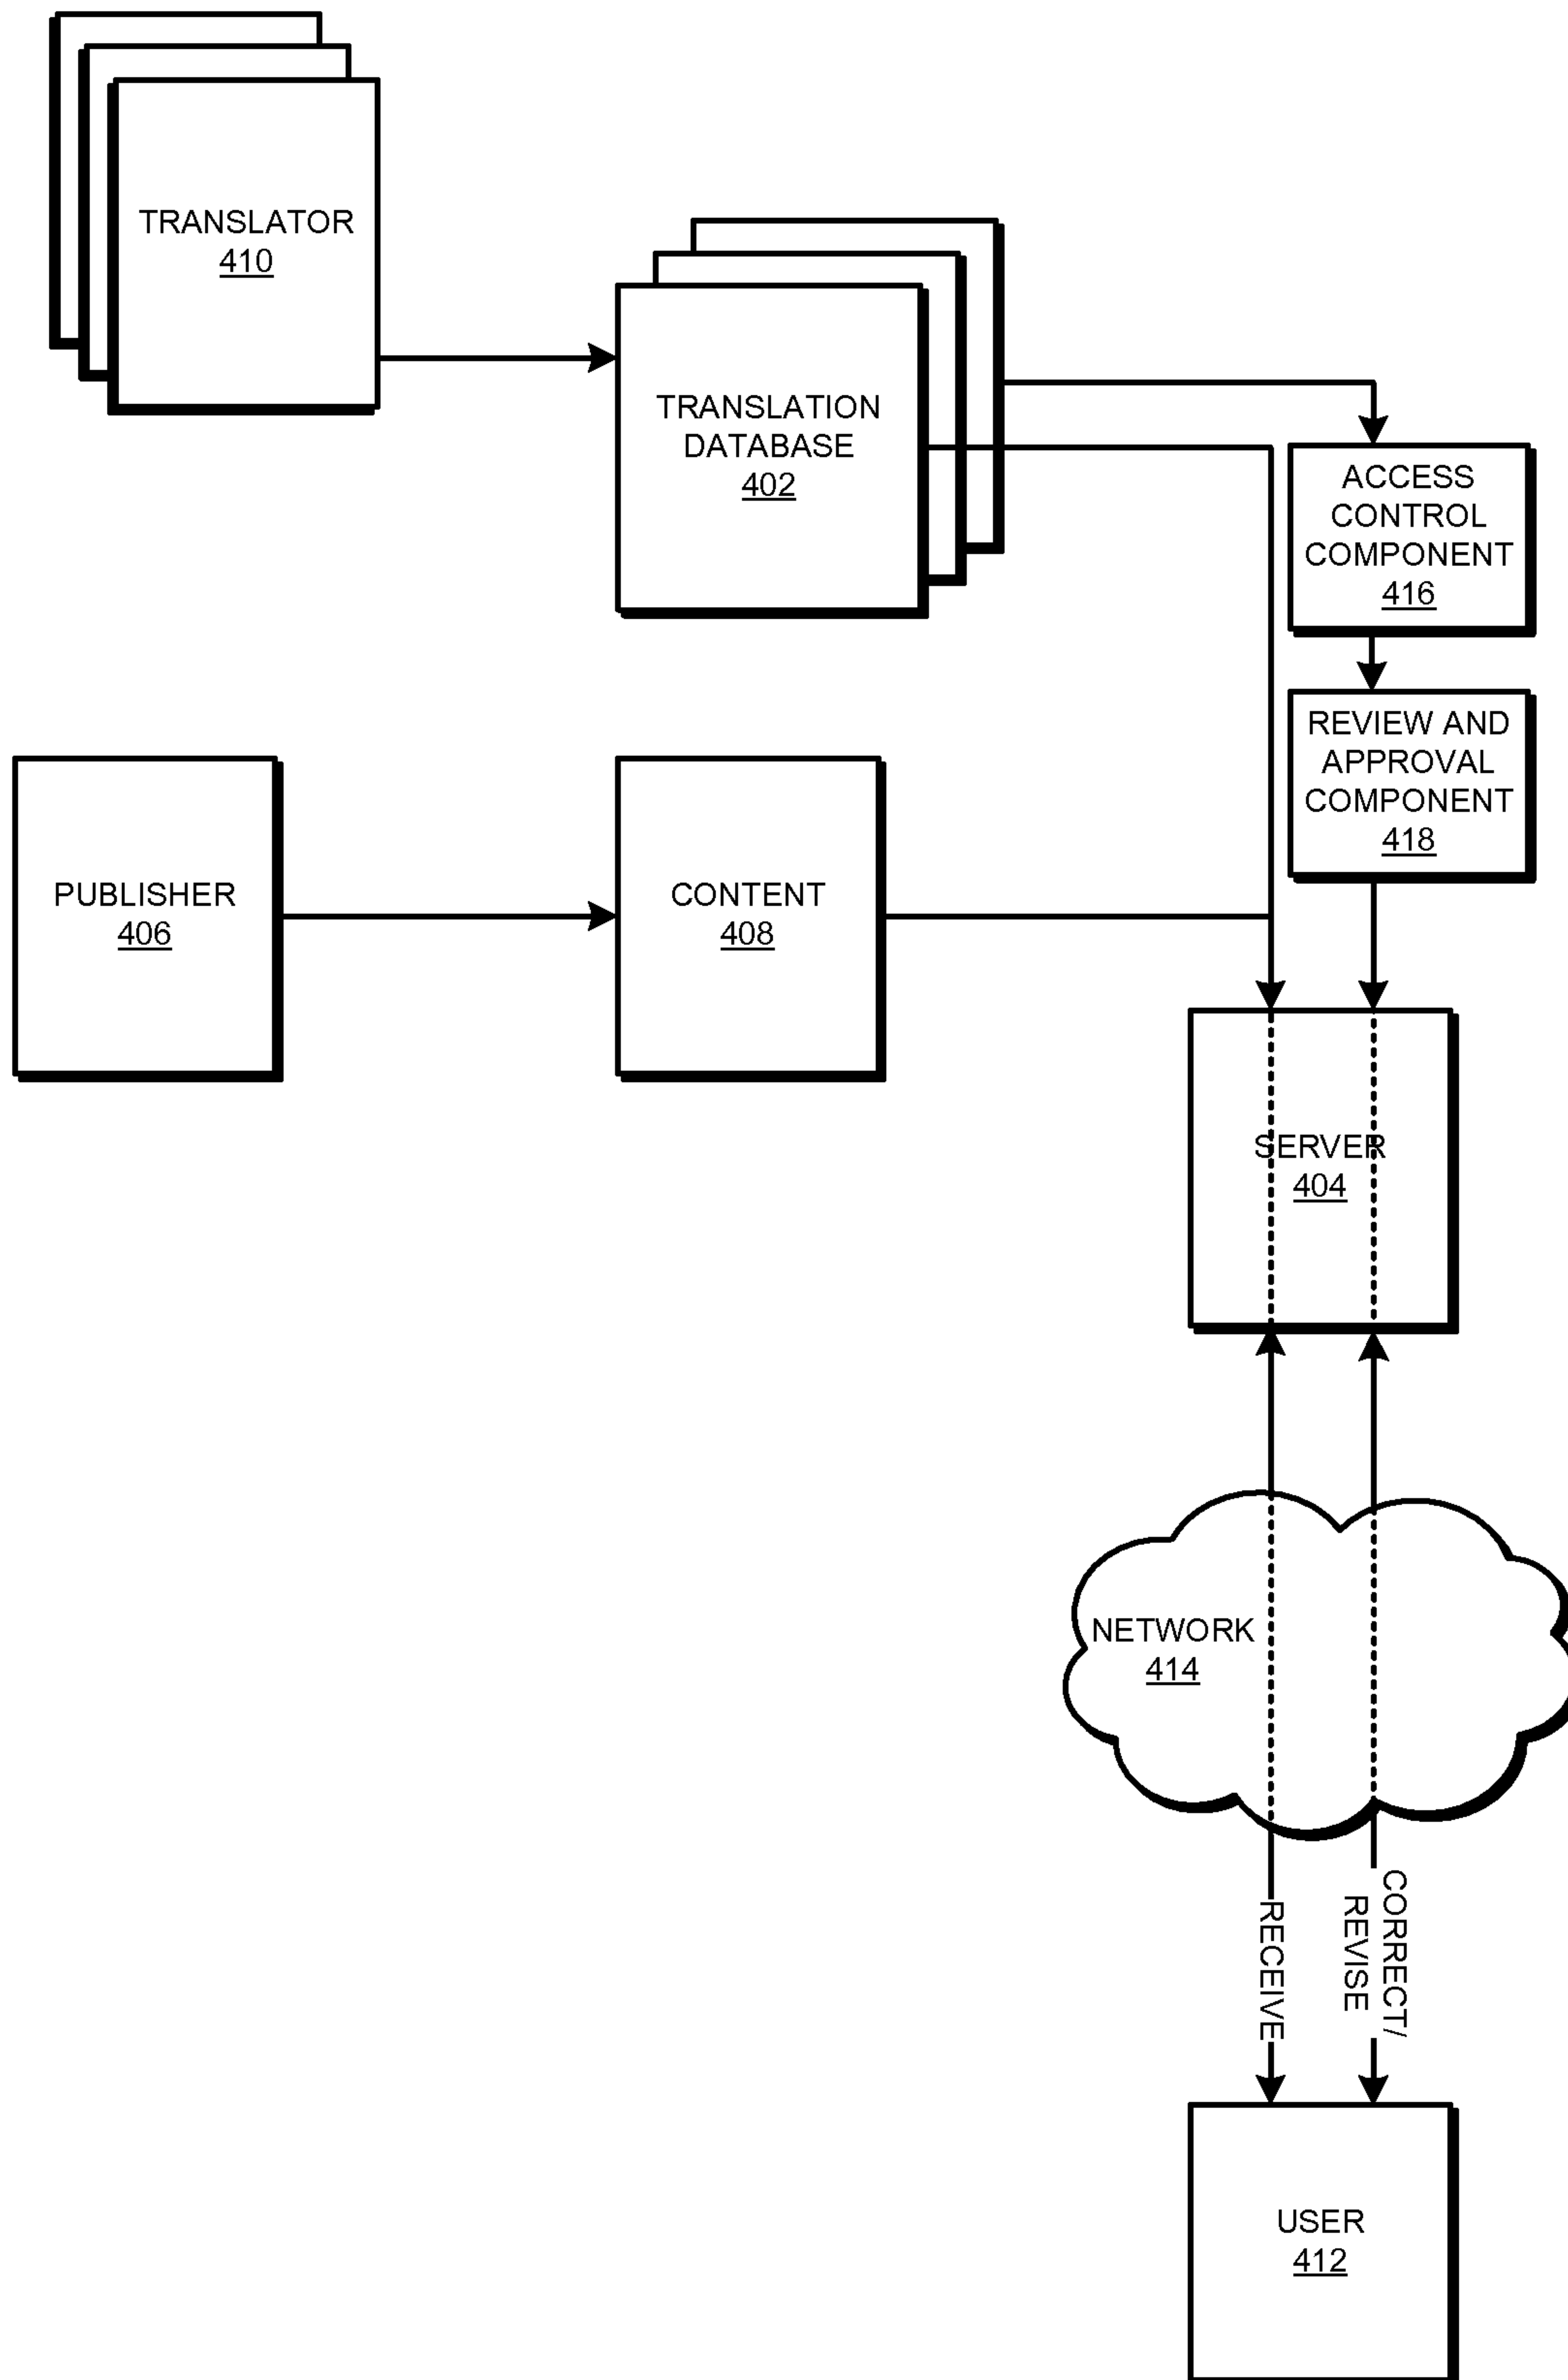 TRANSLATOR
410
TRANSLATION
DATABASE
402
ACCESS
CONTROL
COMPONENT
416
REVIEW AND
APPROVAL
COMPONENT
418
PUBLISHER
406
CONTENT
408
SERVER
404
NETWORK
414
RECEIVE
CORRECT/
REVISE
USER
412